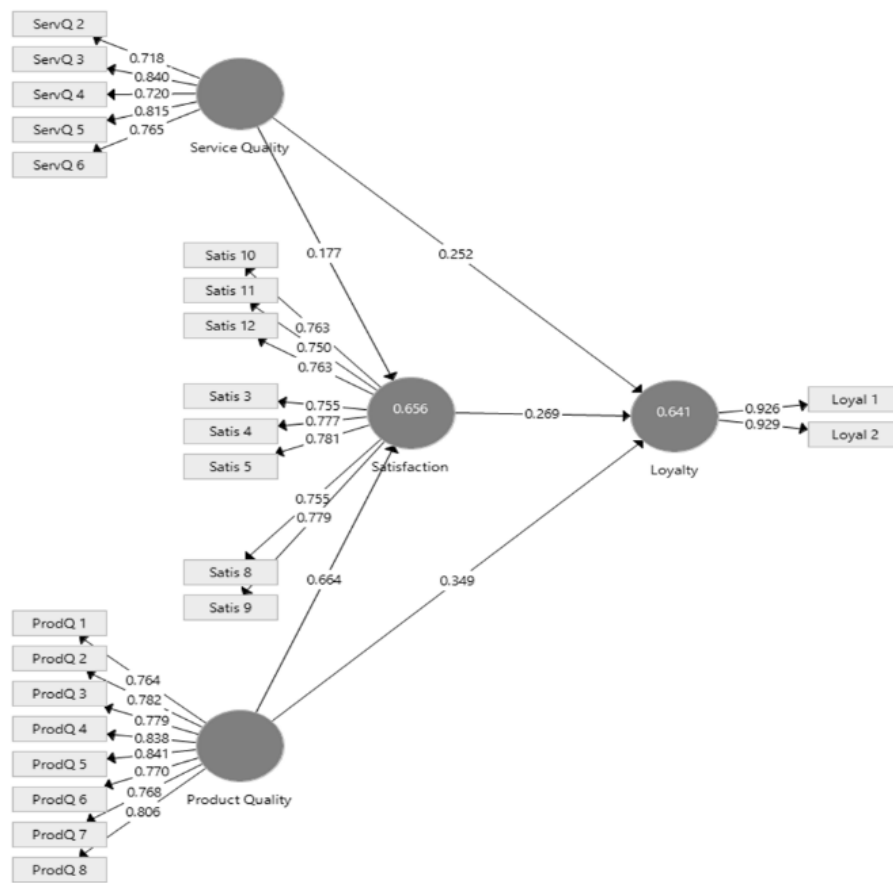 ServQ 2
ServQ 3
ServQ 4
ServQ 5
ServQ 6
0.718
0.840
0.720
0.815
0.765
Service Quality
0.177
0.252
Satis 10
Satis 11
Satis 12
0.763
0.750
0.763
Satis 3
Satis 4
Satis 5
0.755
0.777
0.781
0.656
Satisfaction
0.269
0.641
Loyalty
0.926
0.929
Loyal 1
Loyal 2
0.755
0.779
Satis 8
Satis 9
0.664
0.349
ProdQ 1
ProdQ 2
ProdQ 3
ProdQ 4
ProdQ 5
ProdQ 6
ProdQ 7
ProdQ 8
0.764
0.782
0.779
0.838
0.841
0.770
0.768
0.806
Product Quality